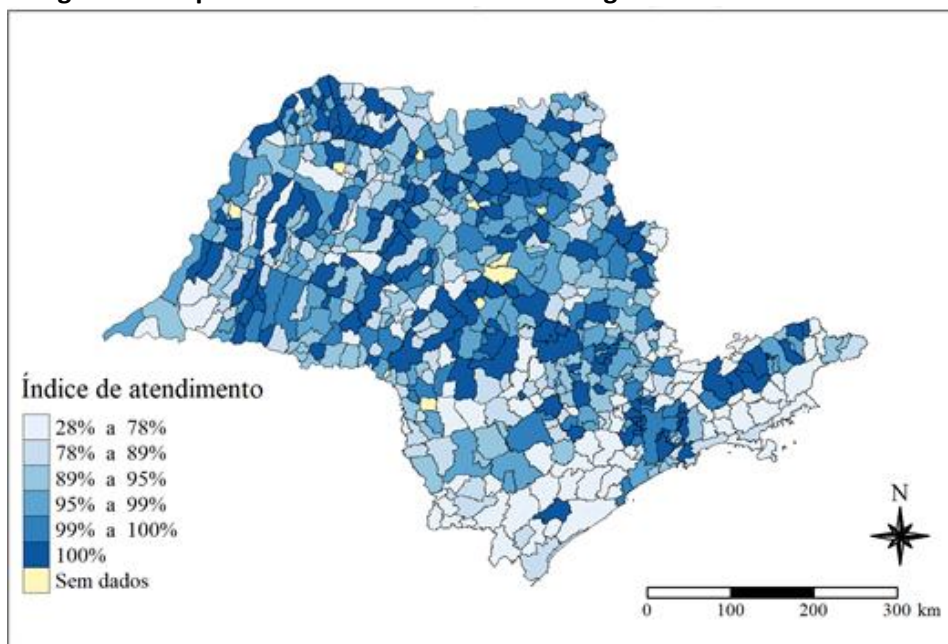 Índice de atendimento
28% a 78%
78% a 89%
89% a 95%
95% a 99%
99% a 100%
100%
Sem dados
N
0 100 200 300 km